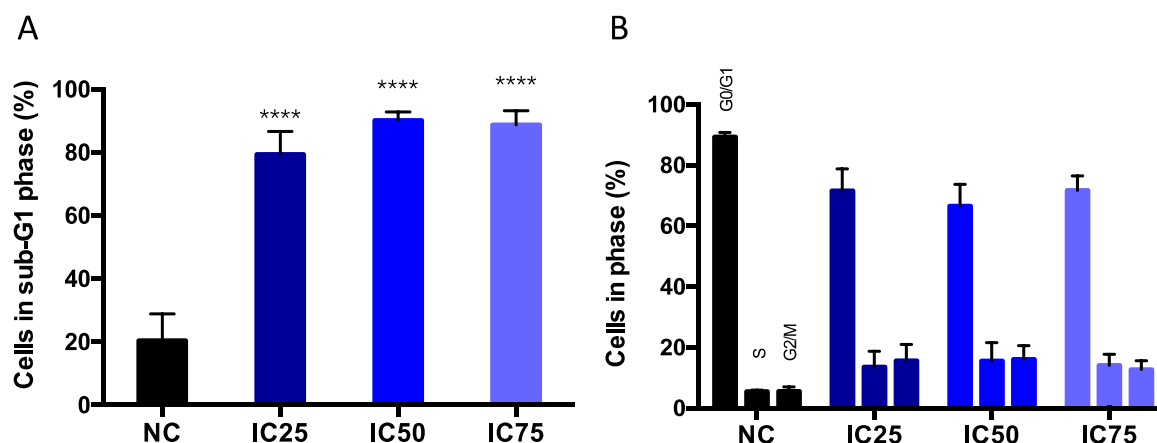 A
Cells in sub-G1 phase (%)
100
80
60
40
20
0
****
****
****
NC
IC25
IC50
IC75
B
Cells in phase (%)
100
80
60
40
20
0
G0/G1
S
G2/M
NC
IC25
IC50
IC75